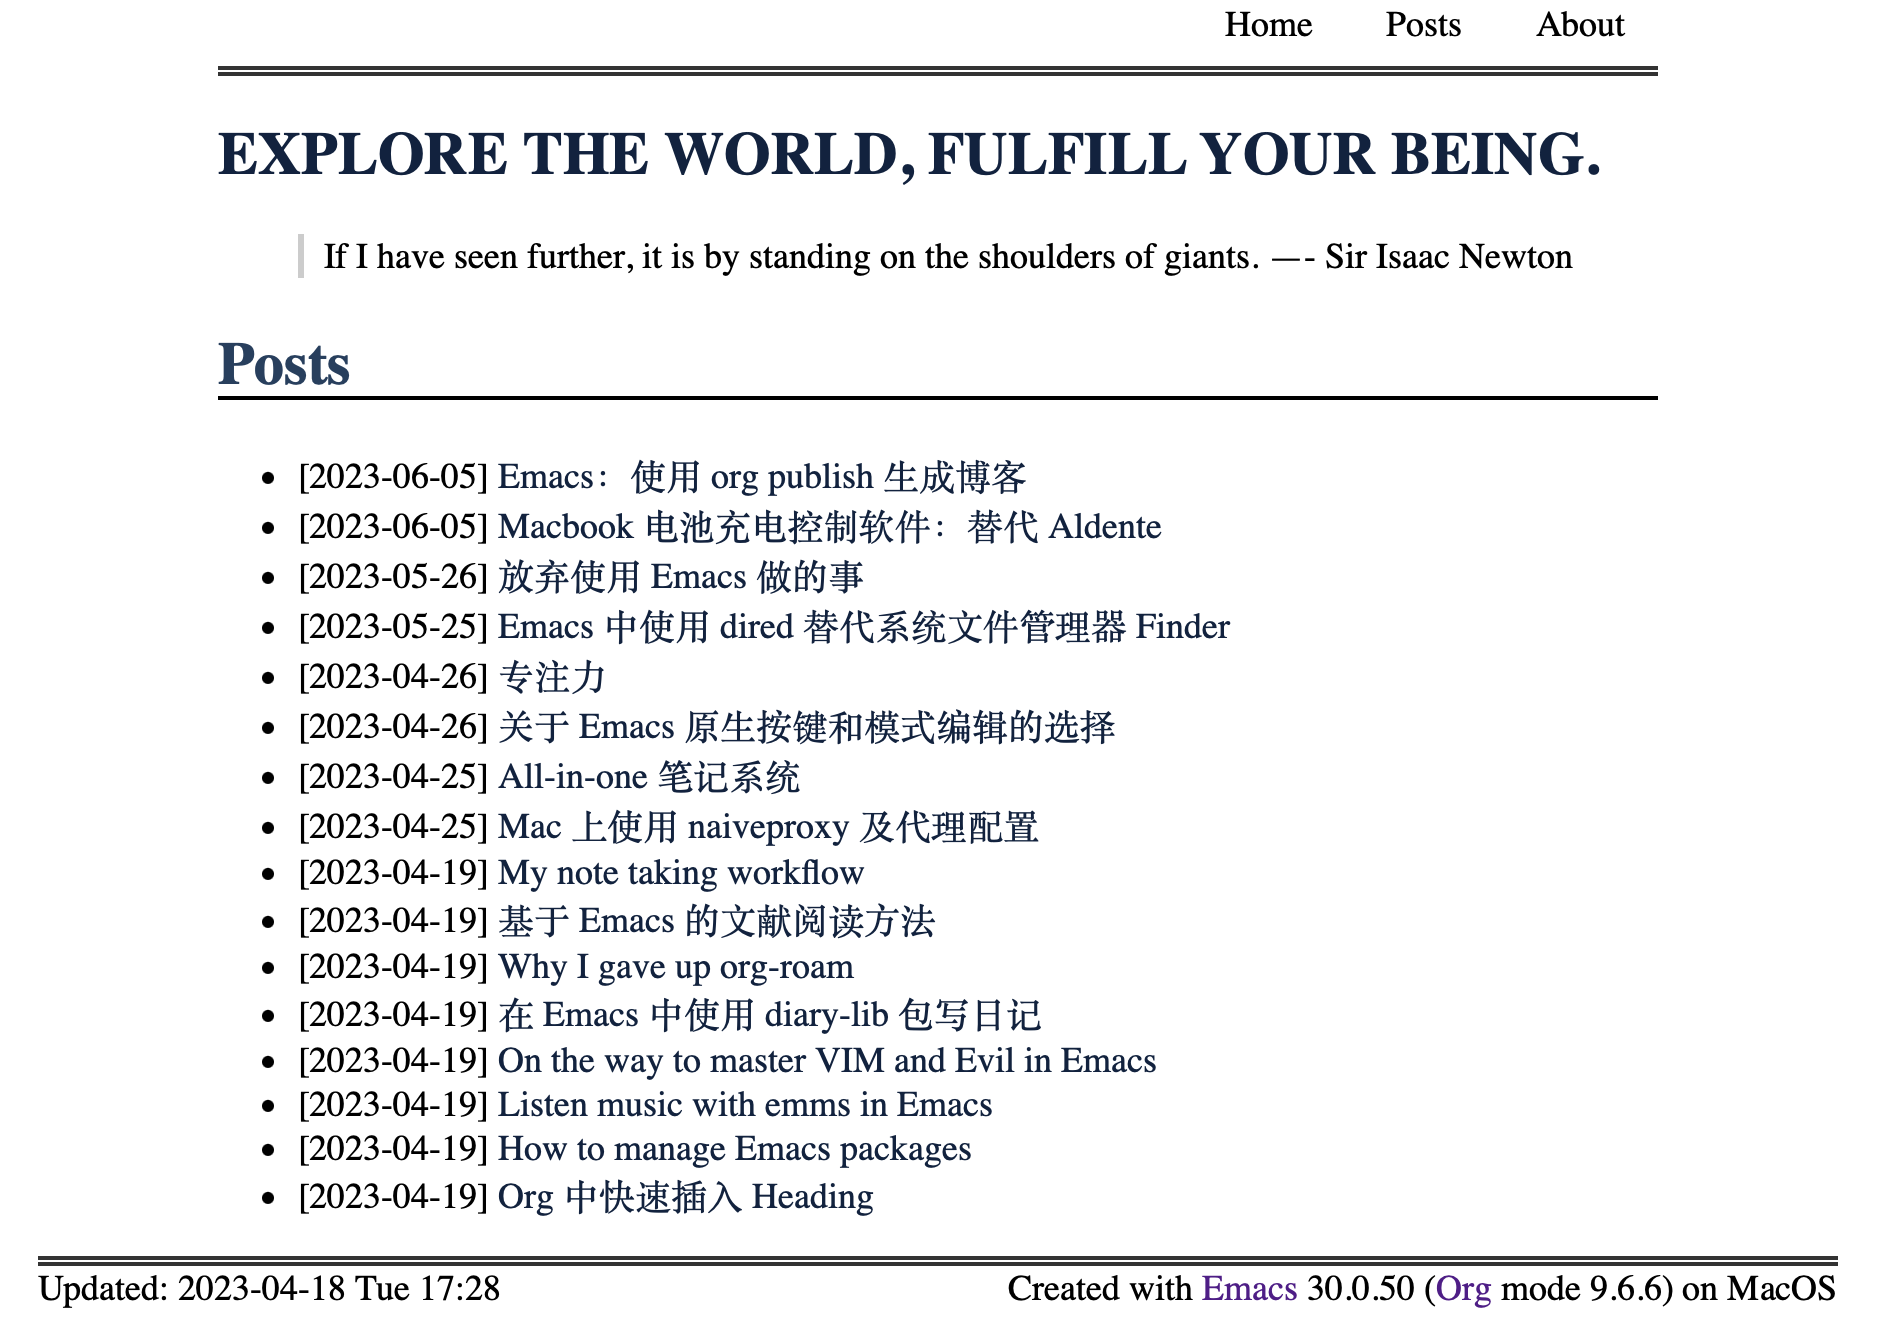 Home Posts About
EXPLORE THE WORLD, FULFILL YOUR BEING.
If I have seen further, it is by standing on the shoulders of giants. —- Sir Isaac Newton
Posts
[2023-06-05] Emacs：使用 org publish 生成博客
[2023-06-05] Macbook 电池充电控制软件：替代 Aldente
[2023-05-26] 放弃使用 Emacs 做的事
[2023-05-25] Emacs 中使用 dired 替代系统文件管理器 Finder
[2023-04-26] 专注力
[2023-04-26] 关于 Emacs 原生按键和模式编辑的选择
[2023-04-25] All-in-one 笔记系统
[2023-04-25] Mac 上使用 naiveproxy 及代理配置
[2023-04-19] My note taking workflow
[2023-04-19] 基于 Emacs 的文献阅读方法
[2023-04-19] Why I gave up org-roam
[2023-04-19] 在 Emacs 中使用 diary-lib 包写日记
[2023-04-19] On the way to master VIM and Evil in Emacs
[2023-04-19] Listen music with emms in Emacs
[2023-04-19] How to manage Emacs packages
[2023-04-19] Org 中快速插入 Heading
Updated: 2023-04-18 Tue 17:28 Created with Emacs 30.0.50 (Org mode 9.6.6) on MacOS